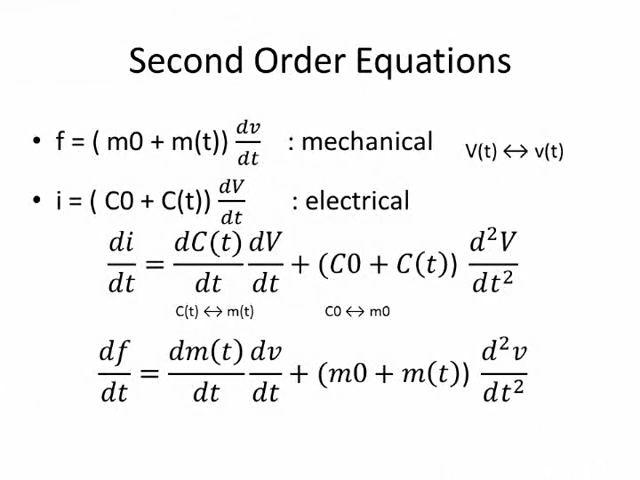 Second Order Equations
• f = ( m0 + m(t)) dv/dt : mechanical V(t) ↔ v(t)
• i = ( C0 + C(t)) dV/dt : electrical
di/dt = dC(t)/dt dV/dt + (C0 + C(t)) d²V/dt²
C(t) ↔ m(t) C0 ↔ m0
df/dt = dm(t)/dt dv/dt + (m0 + m(t)) d²v/dt²